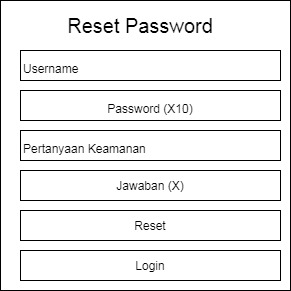 Reset Password
Username
Password (X10)
Pertanyaan Keamanan
Jawaban (X)
Reset
Login